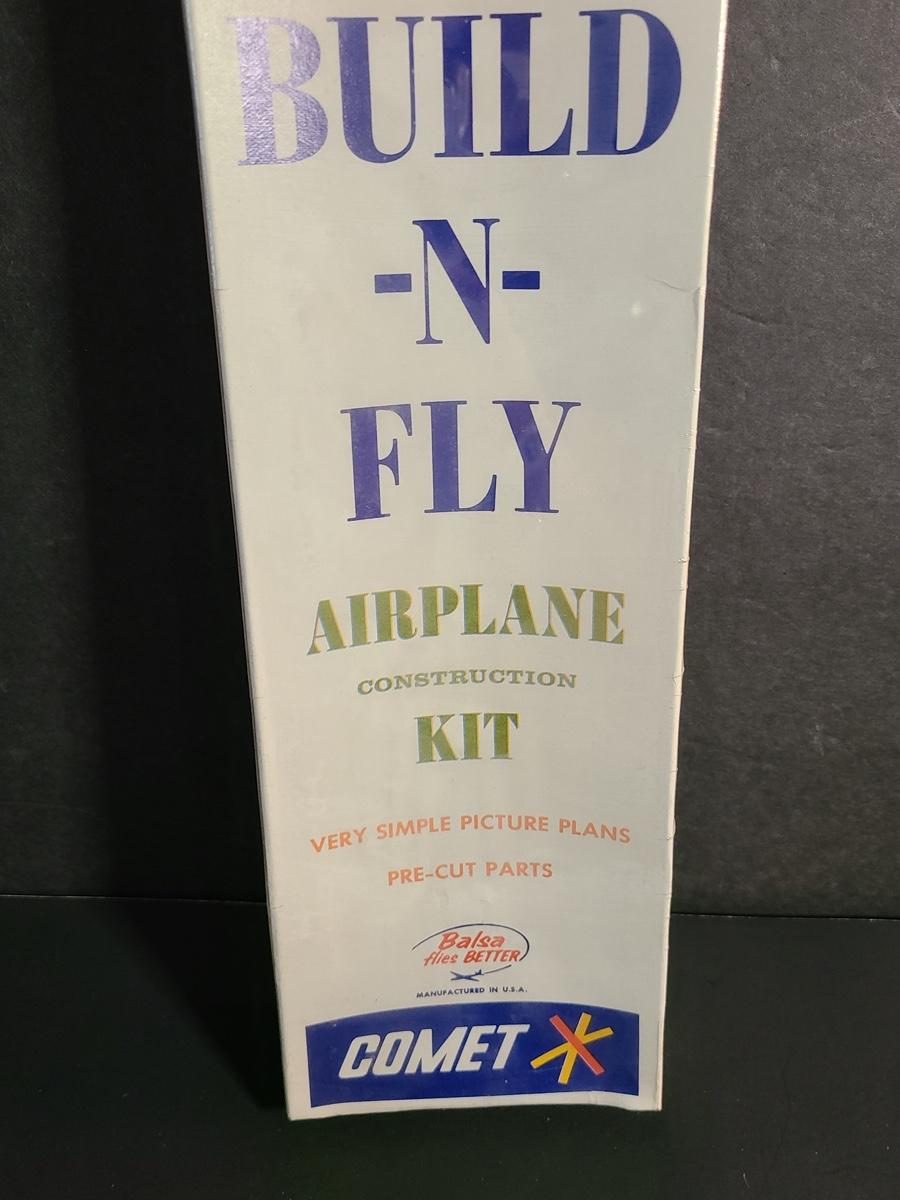 BUILD
-N-
FLY
AIRPLANE
CONSTRUCTION
KIT
VERY SIMPLE PICTURE PLANS
PRE-CUT PARTS
Balsa
flies BETTER
MANUFACTURED IN U.S.A.
COMET